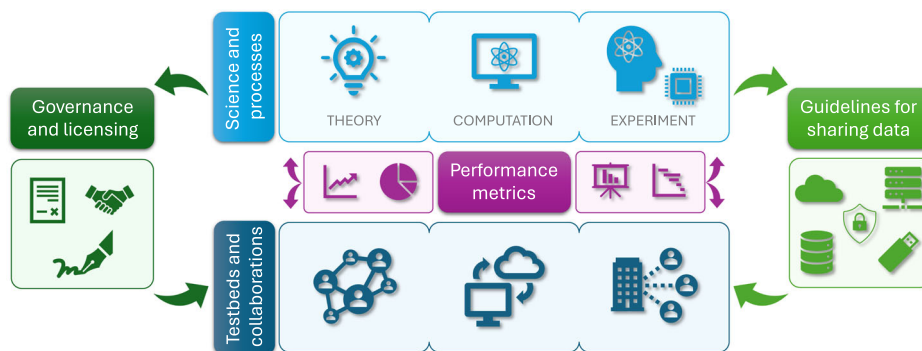 Science and
processes
THEORY
COMPUTATION
EXPERIMENT
Governance
and licensing
Guidelines for
sharing data
Performance
metrics
Testbeds and
collaborations